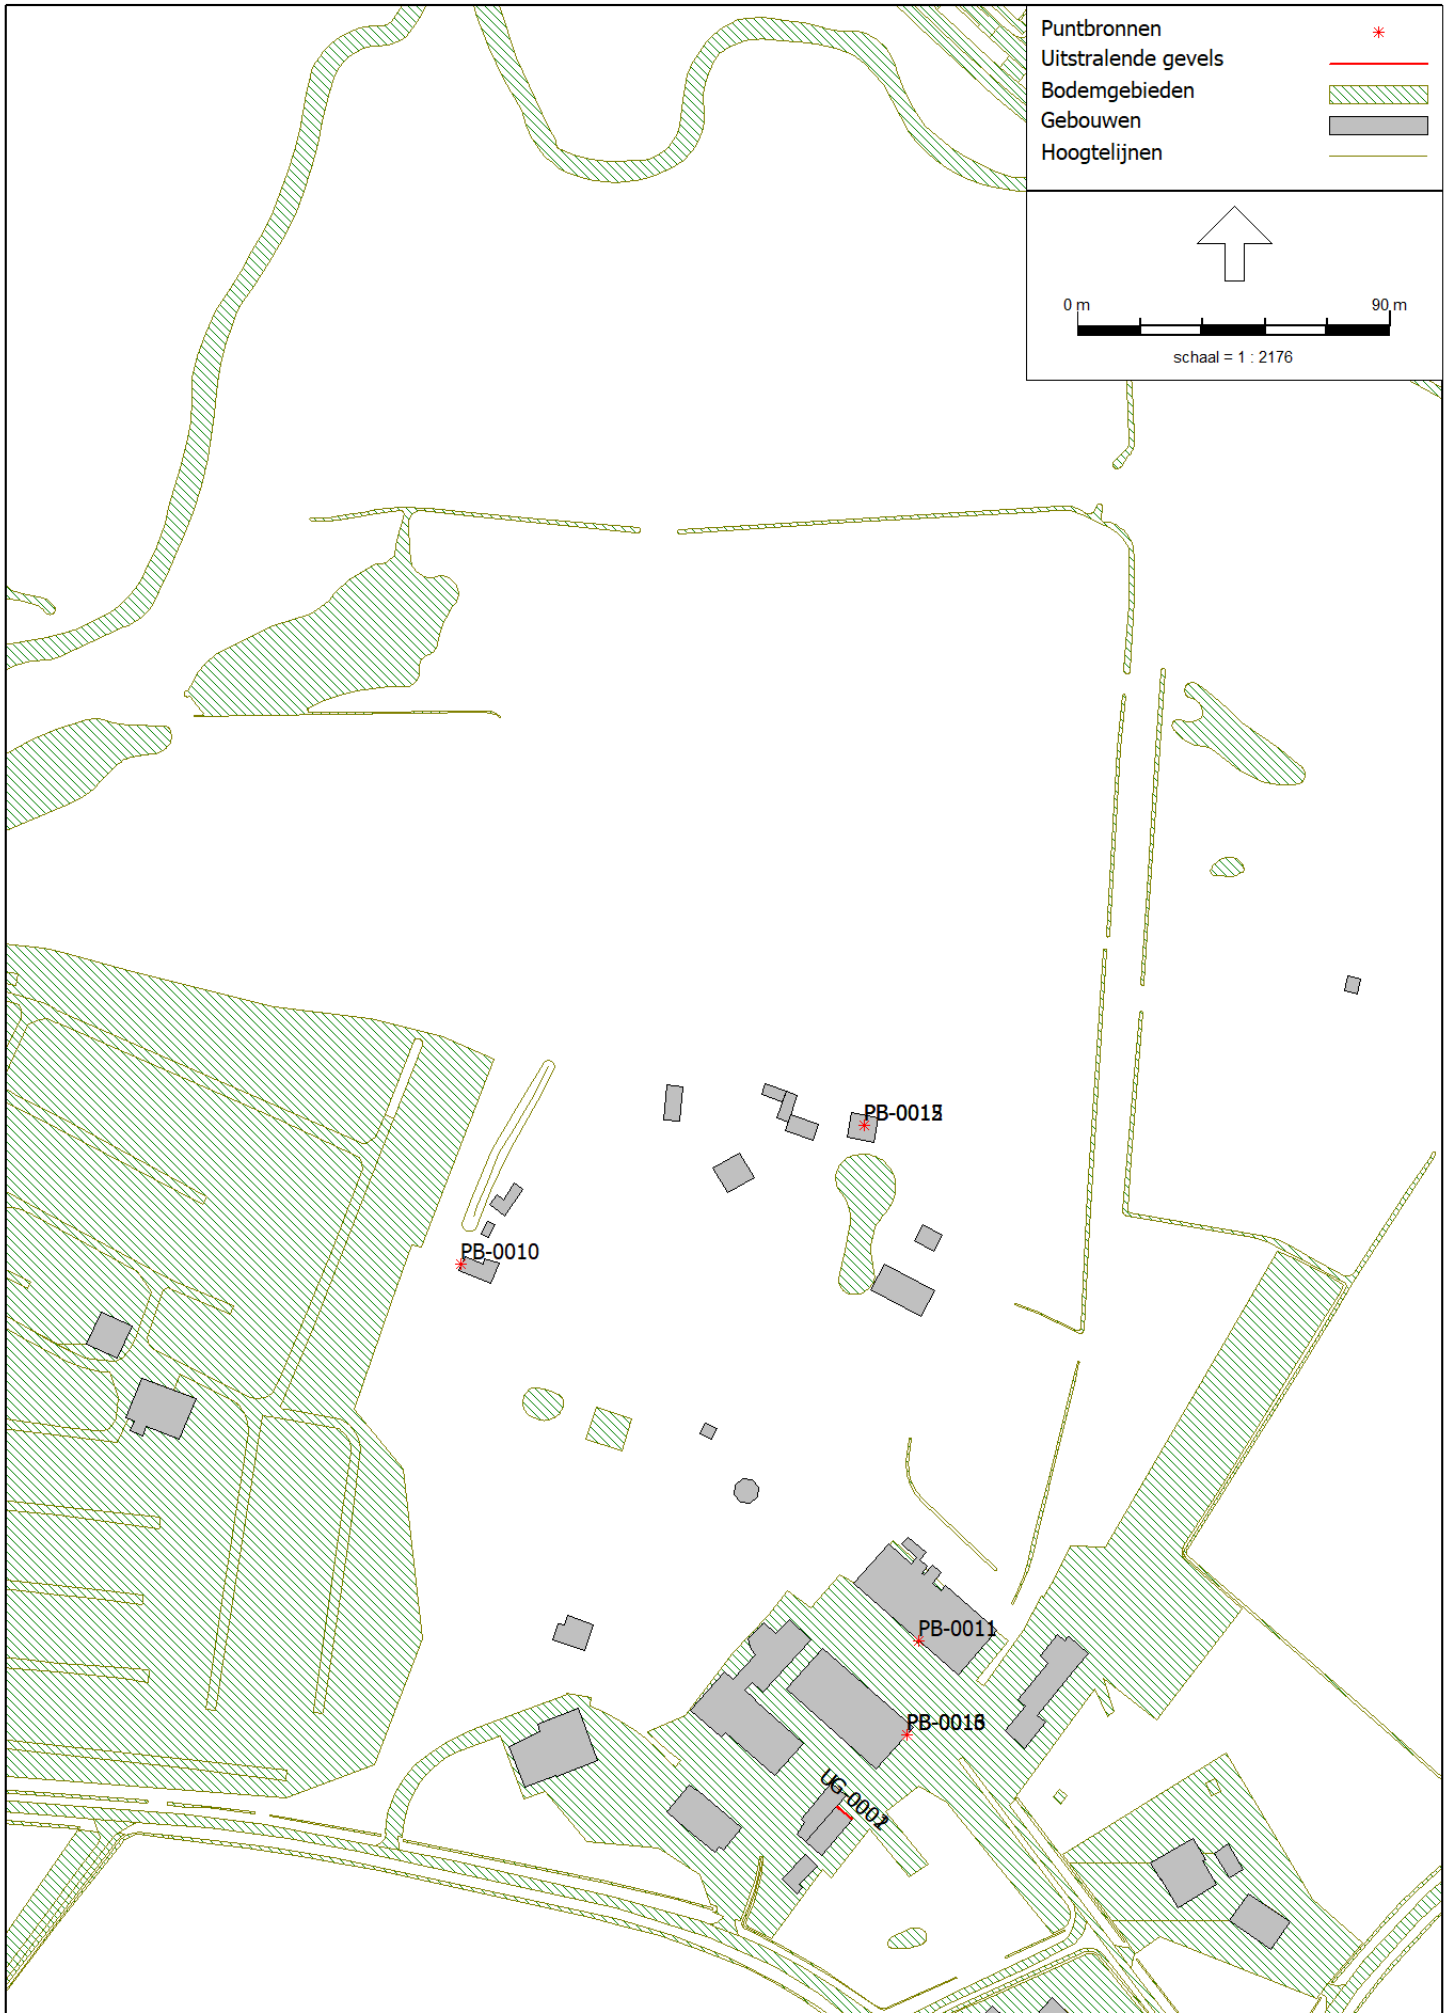 Puntbronnen
Uitstralende gevels
Bodemgebieden
Gebouwen
Hoogtelijnen
0 m
90 m
schaal = 1 : 2176
PB-0010
PB-0011